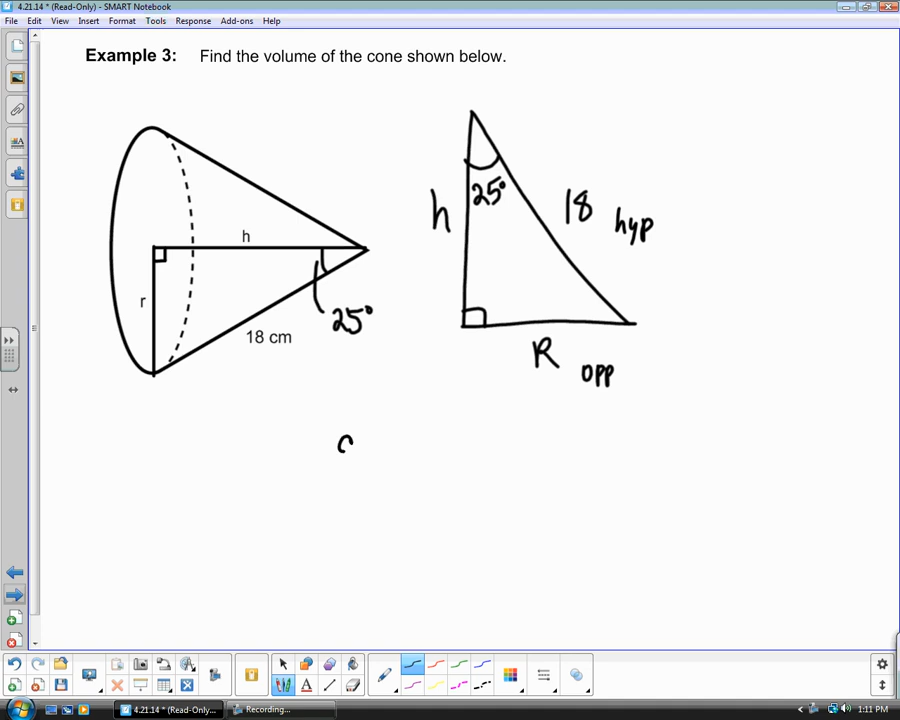 4.21.14 * (Read-Only) - SMART Notebook
File Edit View Insert Format Tools Response Add-ons Help
Example 3: Find the volume of the cone shown below.
h
r
18 cm
25°
h
25°
18 hyp
R opp
4.21.14 * (Read-Only...
Recording...
1:11 PM